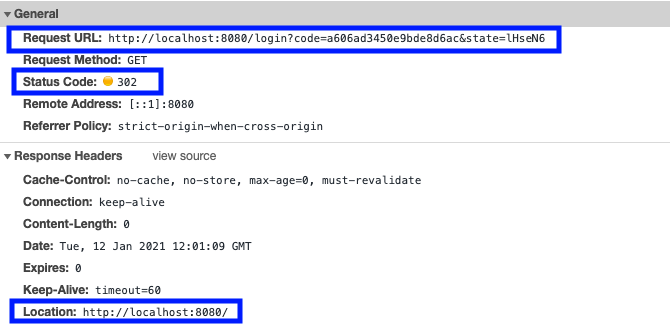 General
Request URL: http://localhost:8080/login?code=a606ad3450e9bde8d6ac&state=lHseN6
Request Method: GET
Status Code: 302
Remote Address: [::1]:8080
Referrer Policy: strict-origin-when-cross-origin
Response Headers view source
Cache-Control: no-cache, no-store, max-age=0, must-revalidate
Connection: keep-alive
Content-Length: 0
Date: Tue, 12 Jan 2021 12:01:09 GMT
Expires: 0
Keep-Alive: timeout=60
Location: http://localhost:8080/